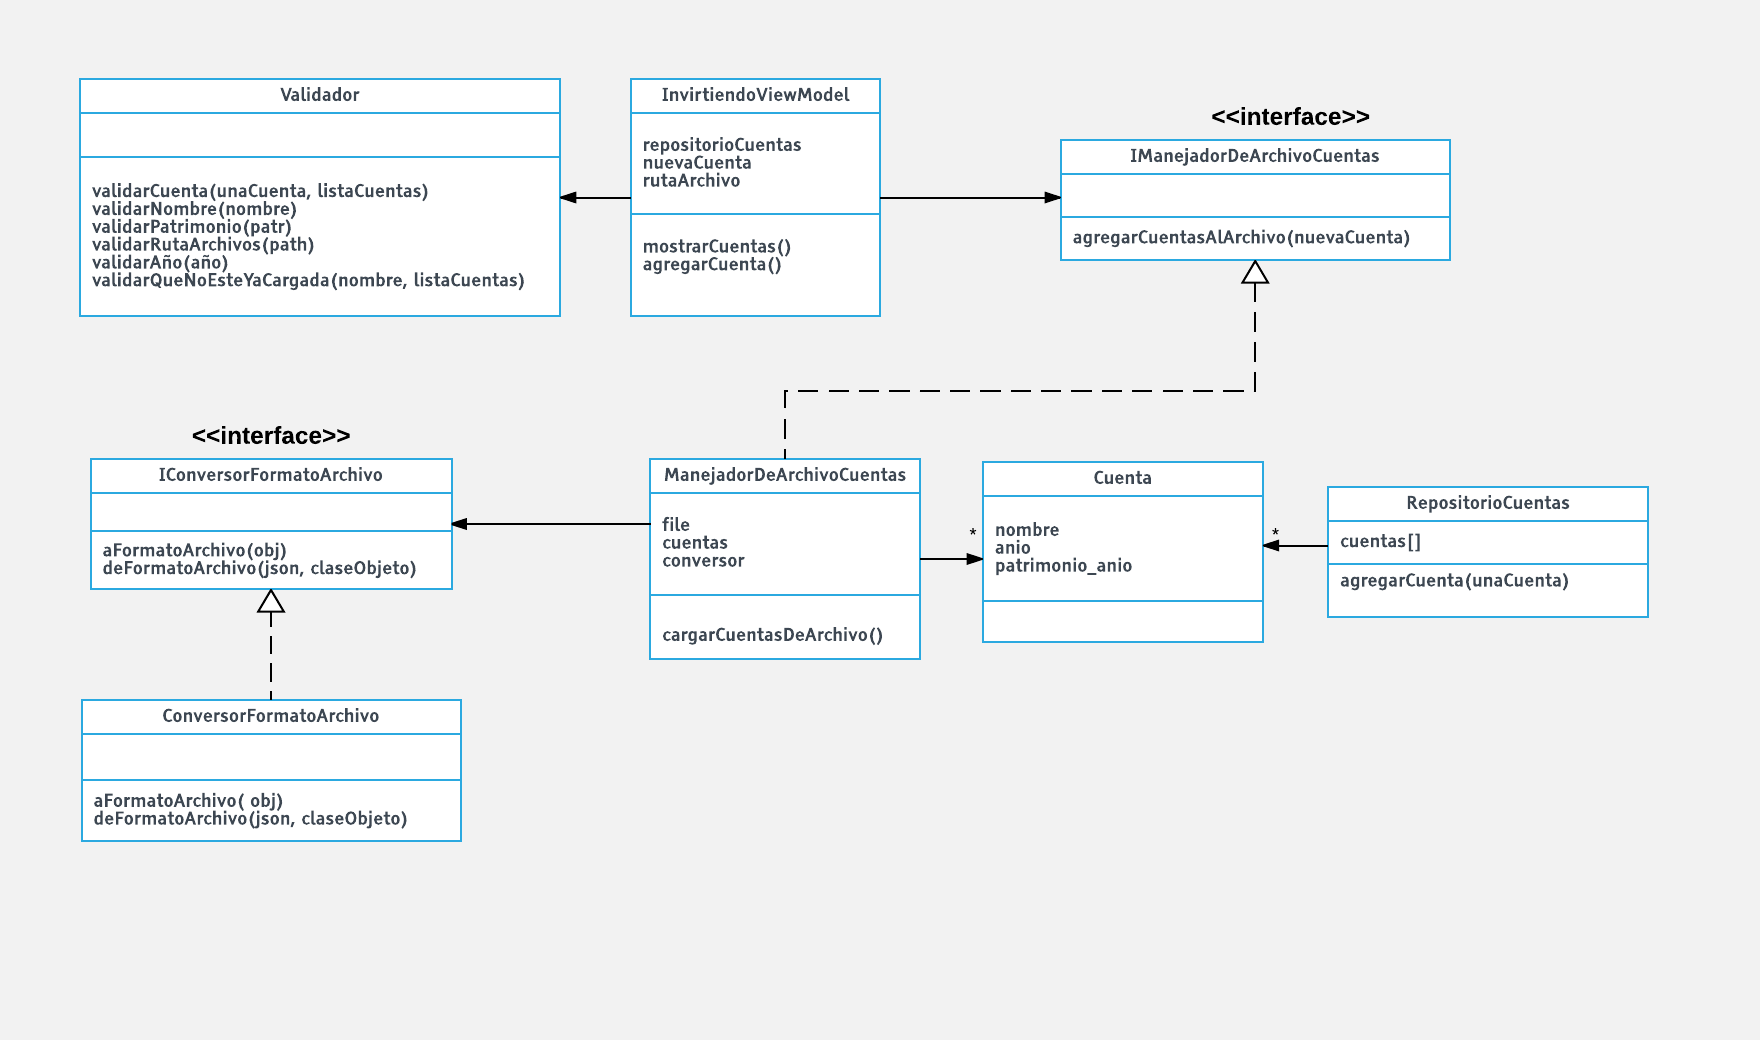 Validador
validarCuenta(unaCuenta, listaCuentas)
validarNombre(nombre)
validarPatrimonio(patr)
validarRutaArchivos(path)
validarAño(año)
validarQueNoEsteYaCargada(nombre, listaCuentas)
InvirtiendoViewModel
repositorioCuentas
nuevaCuenta
rutaArchivo
mostrarCuentas()
agregarCuenta()
<<interface>>
IManejadorDeArchivoCuentas
agregarCuentasAlArchivo(nuevaCuenta)
<<interface>>
IConversorFormatoArchivo
aFormatoArchivo(obj)
deFormatoArchivo(json, claseObjeto)
ManejadorDeArchivoCuentas
file
cuentas
conversor
cargarCuentasDeArchivo()
*
Cuenta
nombre
anio
patrimonio_anio
*
RepositorioCuentas
cuentas[]
agregarCuenta(unaCuenta)
ConversorFormatoArchivo
aFormatoArchivo( obj)
deFormatoArchivo(json, claseObjeto)